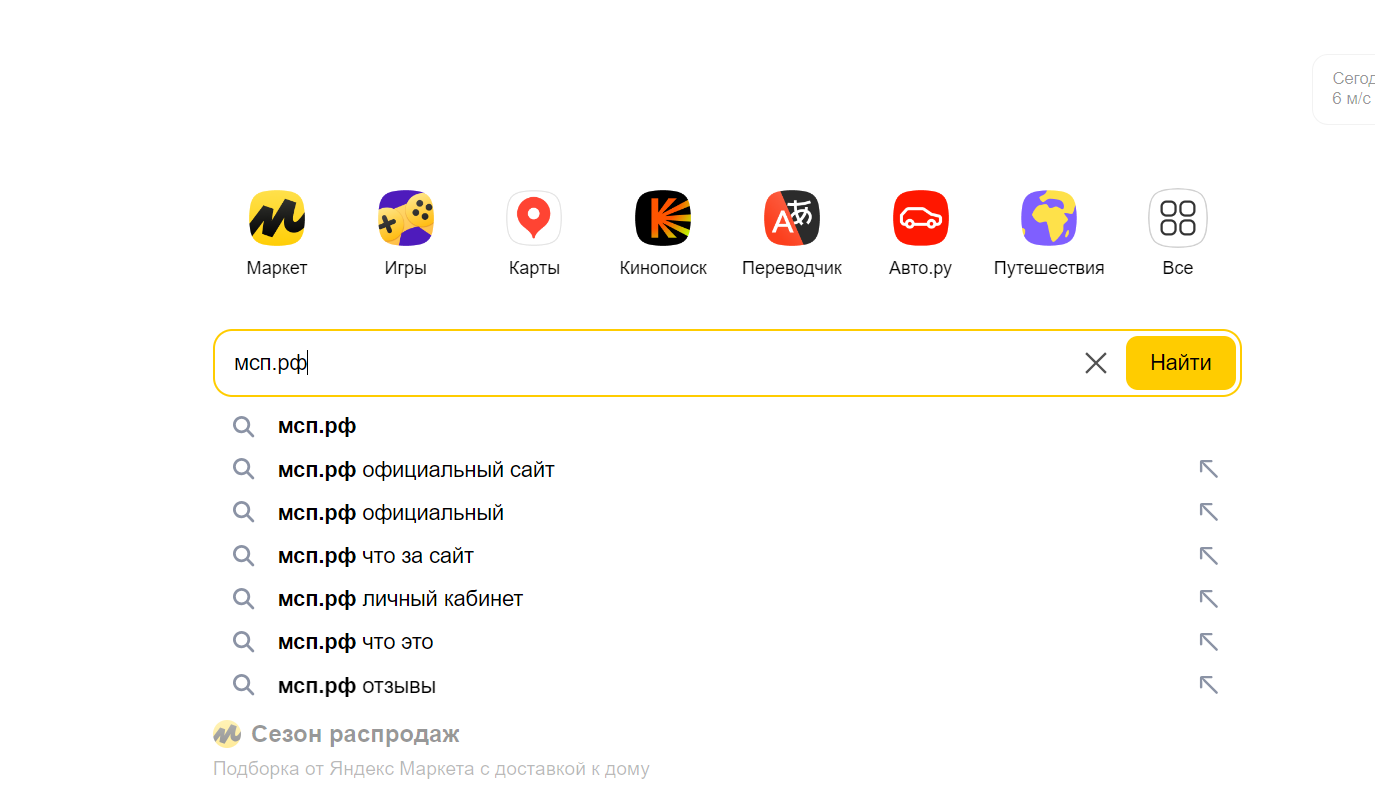 Сегод
6 м/с
Маркет Игры Карты Кинопоиск Переводчик Авто.ру Путешествия Все
мсп.рф Найти
мсп.рф
мсп.рф официальный сайт
мсп.рф официальный
мсп.рф что за сайт
мсп.рф личный кабинет
мсп.рф что это
мсп.рф отзывы
Сезон распродаж
Подборка от Яндекс Маркета с доставкой к дому